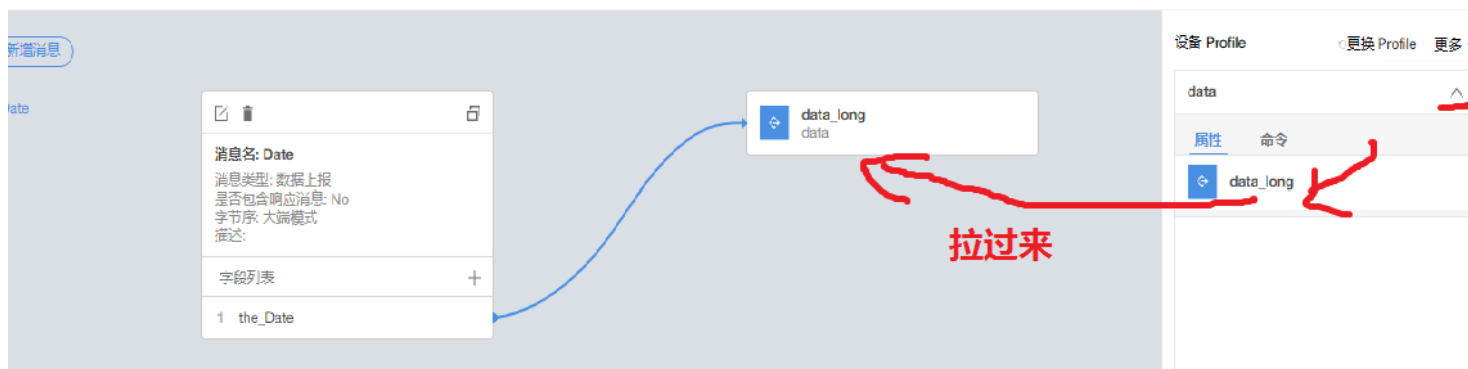 新增消息
Date
消息名: Date
消息类型: 数据上报
是否包含响应消息: No
字节序: 大端模式
描述:
字段列表
1 the_Date
data_long
data
拉过来
设备 Profile
更换 Profile
更多
data
属性
命令
data_long